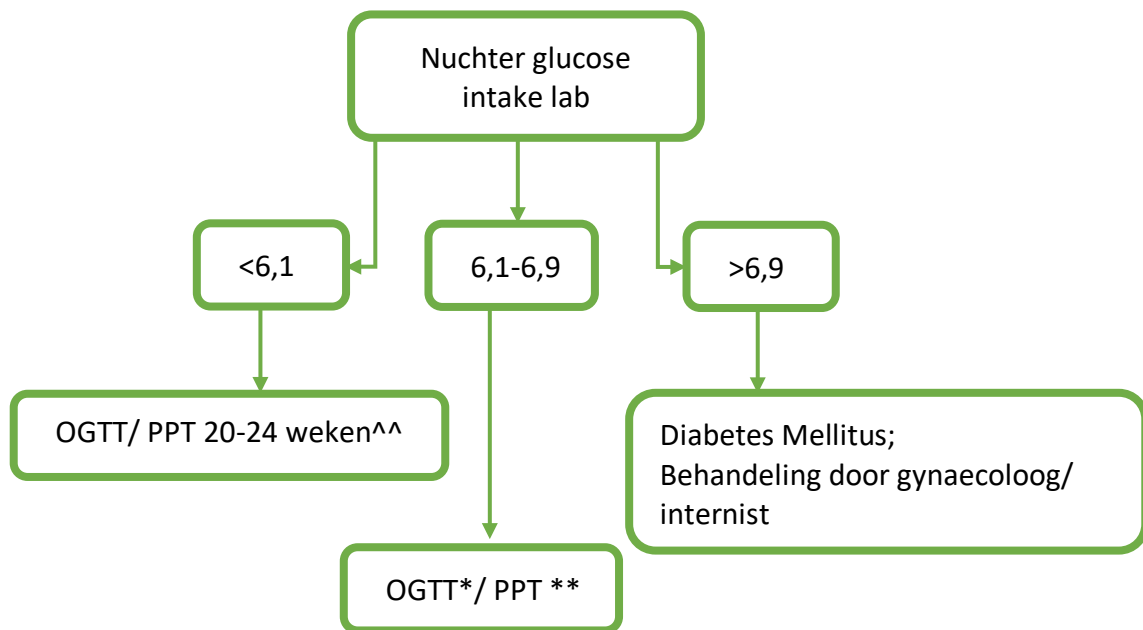 Nuchter glucose
intake lab
<6,1
6,1-6,9
>6,9
OGTT/ PPT 20-24 weken^^
Diabetes Mellitus;
Behandeling door gynaecoloog/
internist
OGTT*/ PPT **